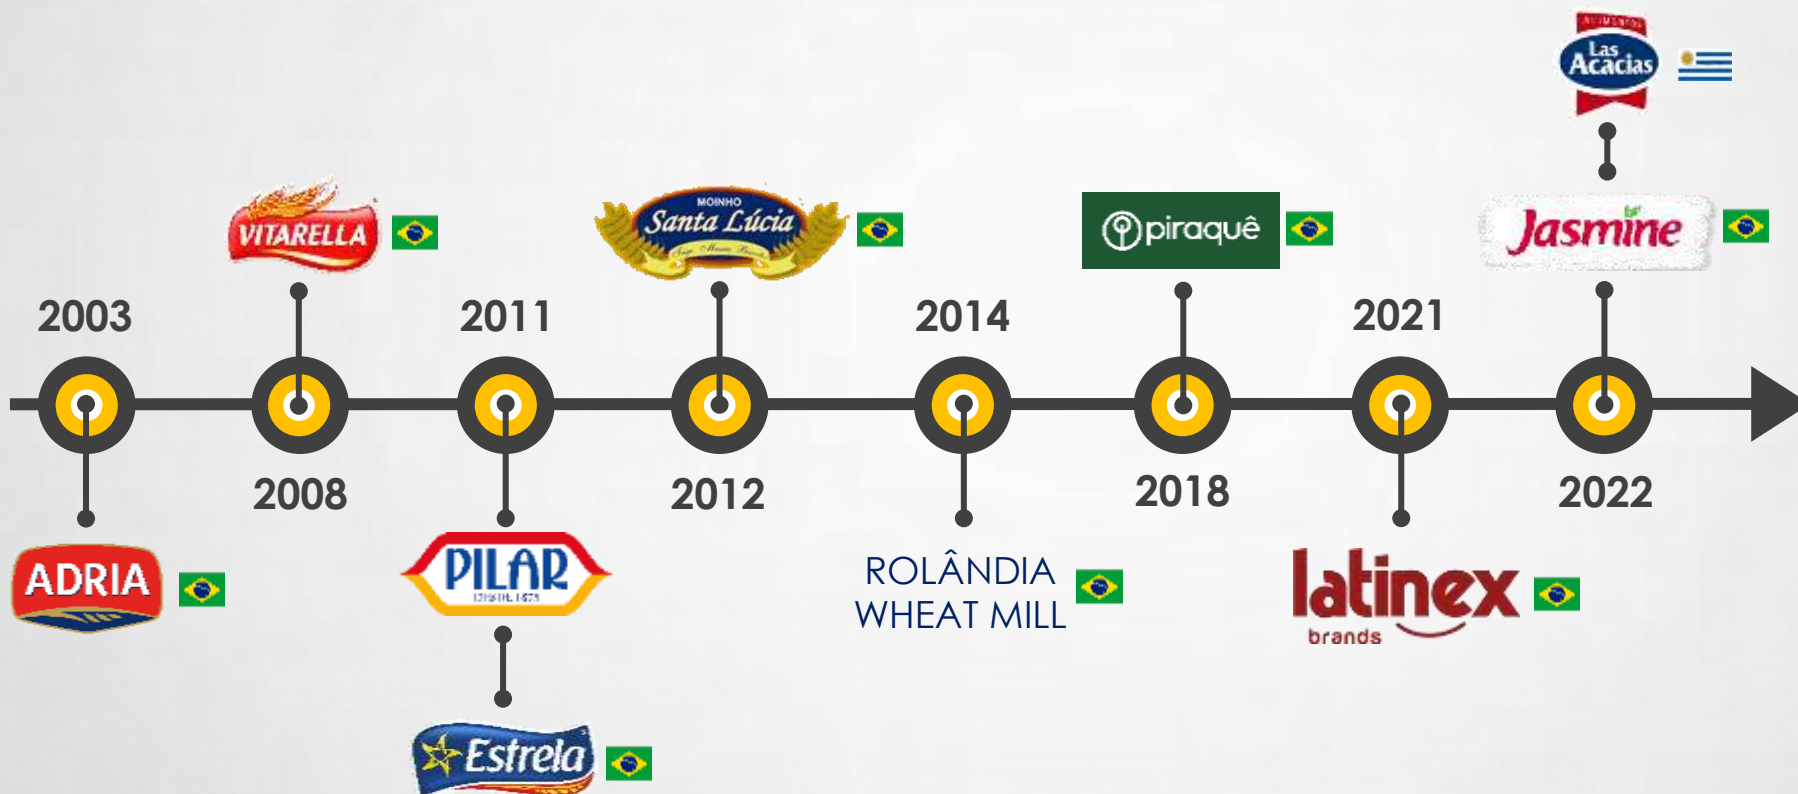 2003
ADRIA
VITARELLA
2008
2011
PILAR
Estrela
MOINHO
Santa Lúcia
2012
2014
ROLÂNDIA
WHEAT MILL
piraquê
2018
2021
latinex
brands
ALIMENTOS
Las
Acacias
Jasmine
2022